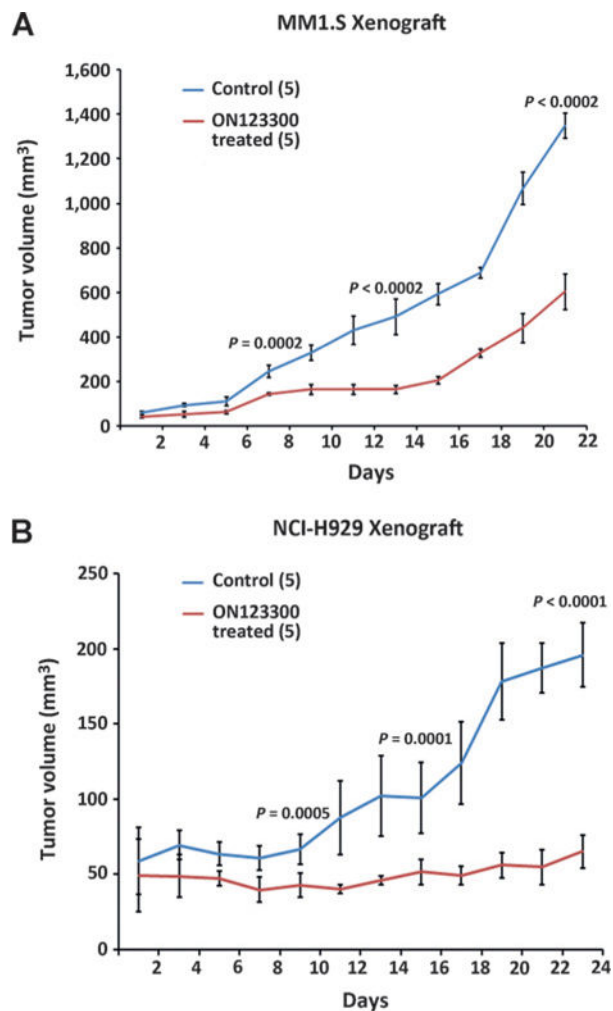 A
MM1.S Xenograft
1,600
1,400
1,200
1,000
800
600
400
200
0
Tumor volume (mm³)
Control (5)
ON123300
treated (5)
P = 0.0002
P < 0.0002
P < 0.0002
2 4 6 8 10 12 14 16 18 20 22
Days
B
NCI-H929 Xenograft
250
200
150
100
50
0
Tumor volume (mm³)
Control (5)
ON123300
treated (5)
P = 0.0005
P = 0.0001
P < 0.0001
2 4 6 8 10 12 14 16 18 20 22 24
Days